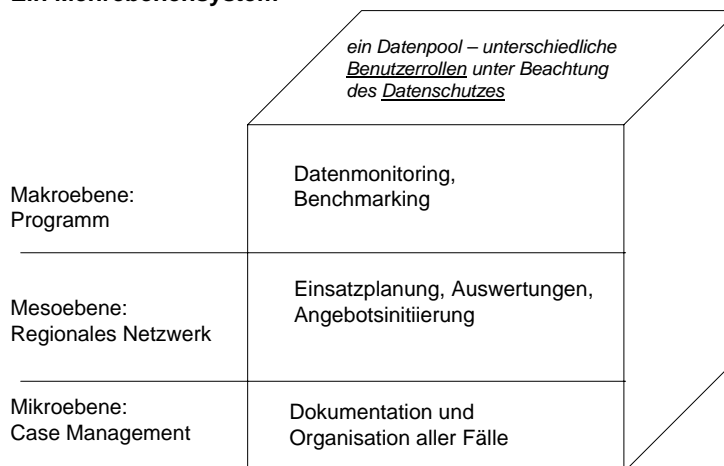 Ein Mehrebenensystem
ein Datenpool – unterschiedliche
Benutzerrollen unter Beachtung
des Datenschutzes
Makroebene:
Programm
Datenmonitoring,
Benchmarking
Mesoebene:
Regionales Netzwerk
Einsatzplanung, Auswertungen,
Angebotsinitiierung
Mikroebene:
Case Management
Dokumentation und
Organisation aller Fälle